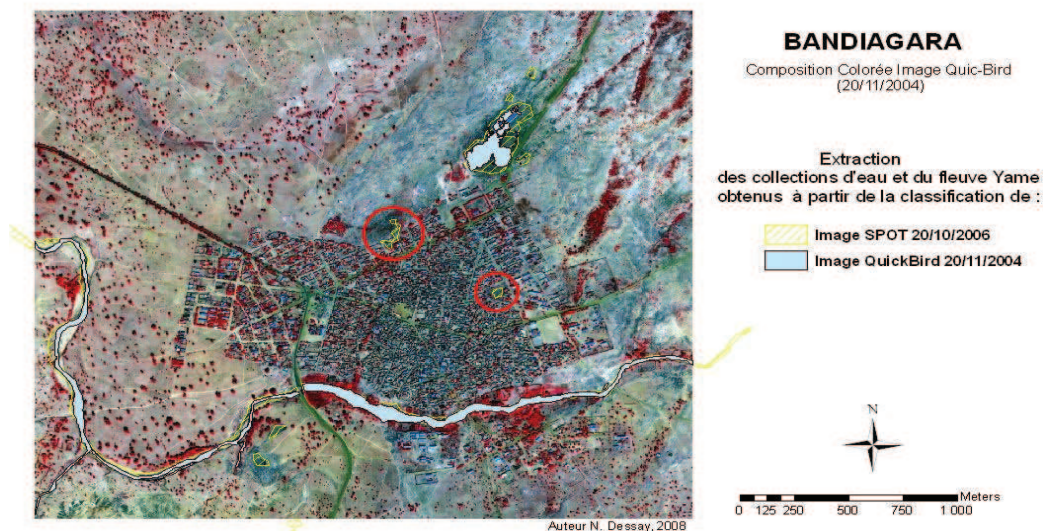 BANDIAGARA
Composition Colorée Image Quic-Bird
(20/11/2004)
Extraction
des collections d'eau et du fleuve Yame
obtenus à partir de la classification de :
Image SPOT 20/10/2006
Image QuickBird 20/11/2004
N
Meters
0 125 250 500 750 1 000
Auteur N. Dessay, 2008